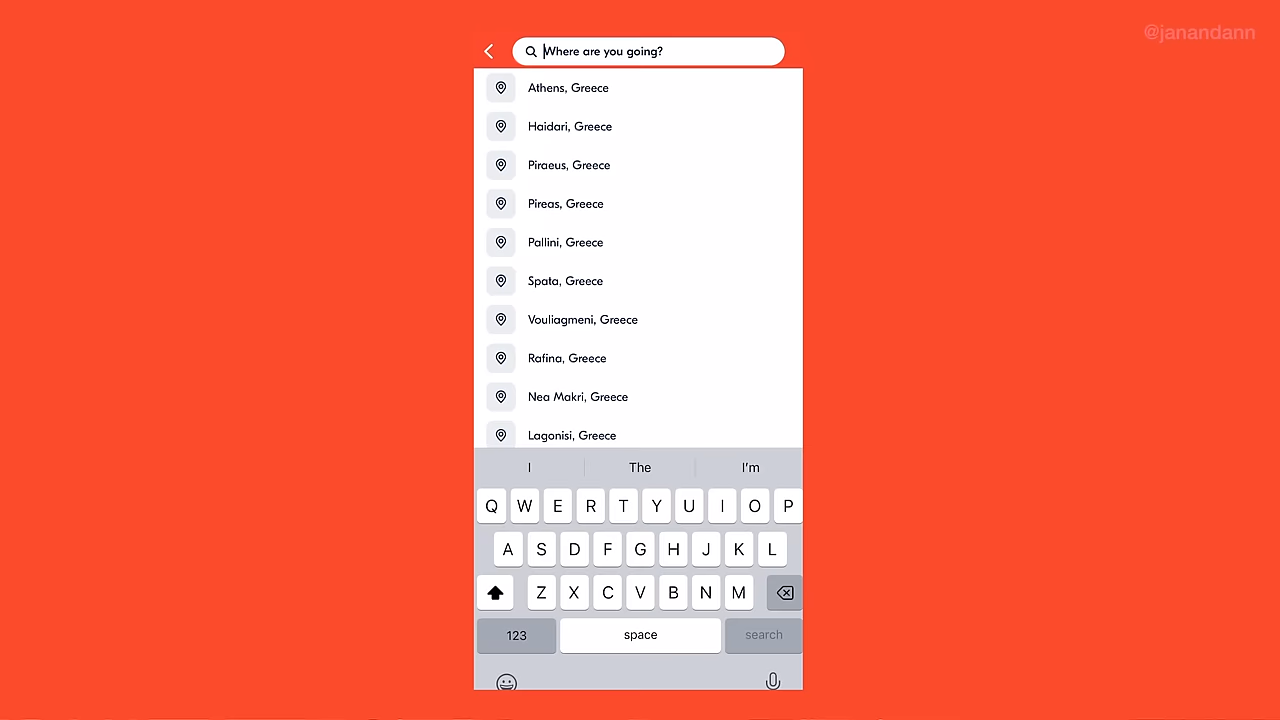 @janandann
Where are you going?
Athens, Greece
Haidari, Greece
Piraeus, Greece
Pireas, Greece
Pallini, Greece
Spata, Greece
Vouliagmeni, Greece
Rafina, Greece
Nea Makri, Greece
Lagonisi, Greece
I The I'm
Q W E R T Y U I O P
A S D F G H J K L
Z X C V B N M
123 space search